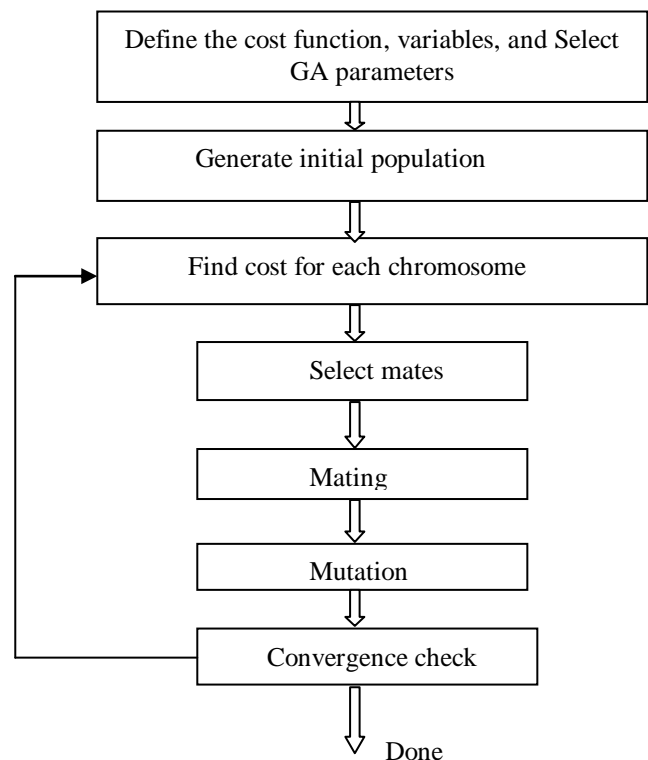 Define the cost function, variables, and Select
GA parameters
Generate initial population
Find cost for each chromosome
Select mates
Mating
Mutation
Convergence check
Done